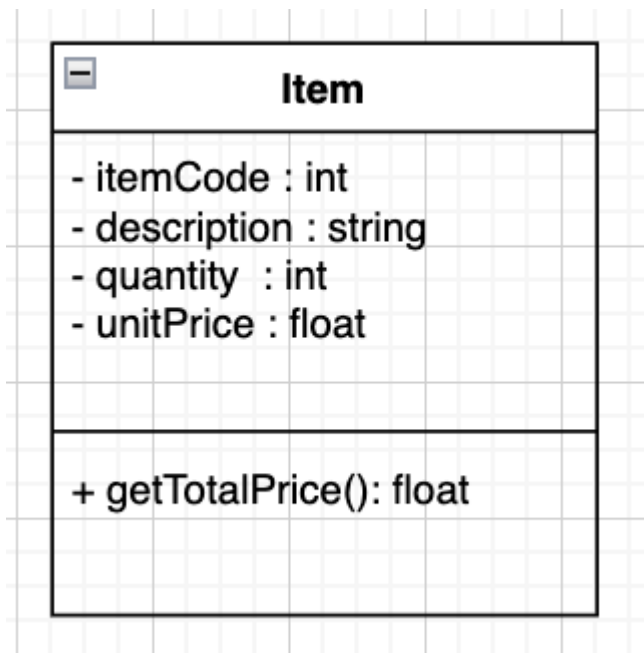 Item
- itemCode : int
- description : string
- quantity  : int
- unitPrice : float
+ getTotalPrice(): float